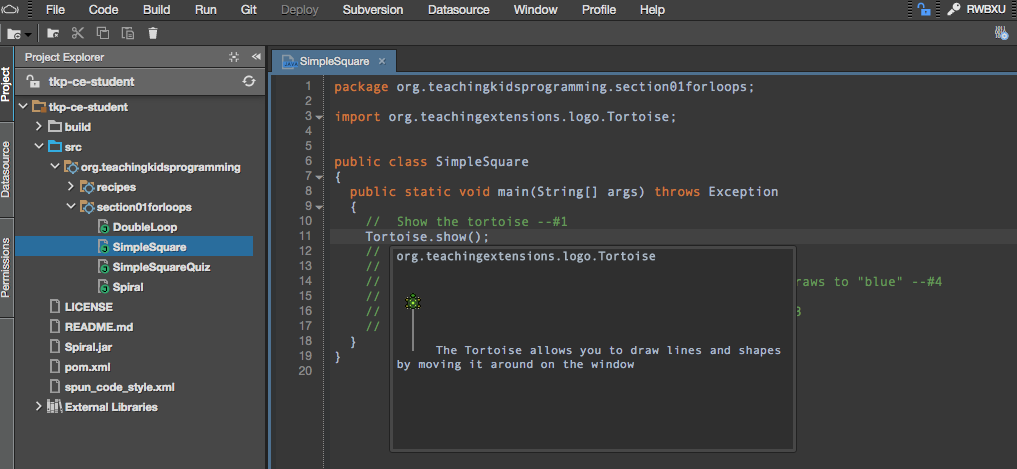 File Code Build Run Git Deploy Subversion Datasource Window Profile Help RWBXU
Project Explorer
Project
Datasource
Permissions
tkp-ce-student
tkp-ce-student
build
src
org.teachingkidsprogramming
recipes
section01forloops
DoubleLoop
SimpleSquare
SimpleSquareQuiz
Spiral
LICENSE
README.md
Spiral.jar
pom.xml
spun_code_style.xml
External Libraries
SimpleSquare
1 package org.teachingkidsprogramming.section01forloops;
2
3 import org.teachingextensions.logo.Tortoise;
4
5
6 public class SimpleSquare
7 {
8 public static void main(String[] args) throws Exception
9 {
10 // Show the tortoise --#1
11 Tortoise.show();
12 //
13 //
14 // raws to "blue" --#4
15 //
16 // 3
17 //
18 }
19 }
20
org.teachingextensions.logo.Tortoise
The Tortoise allows you to draw lines and shapes
by moving it around on the window